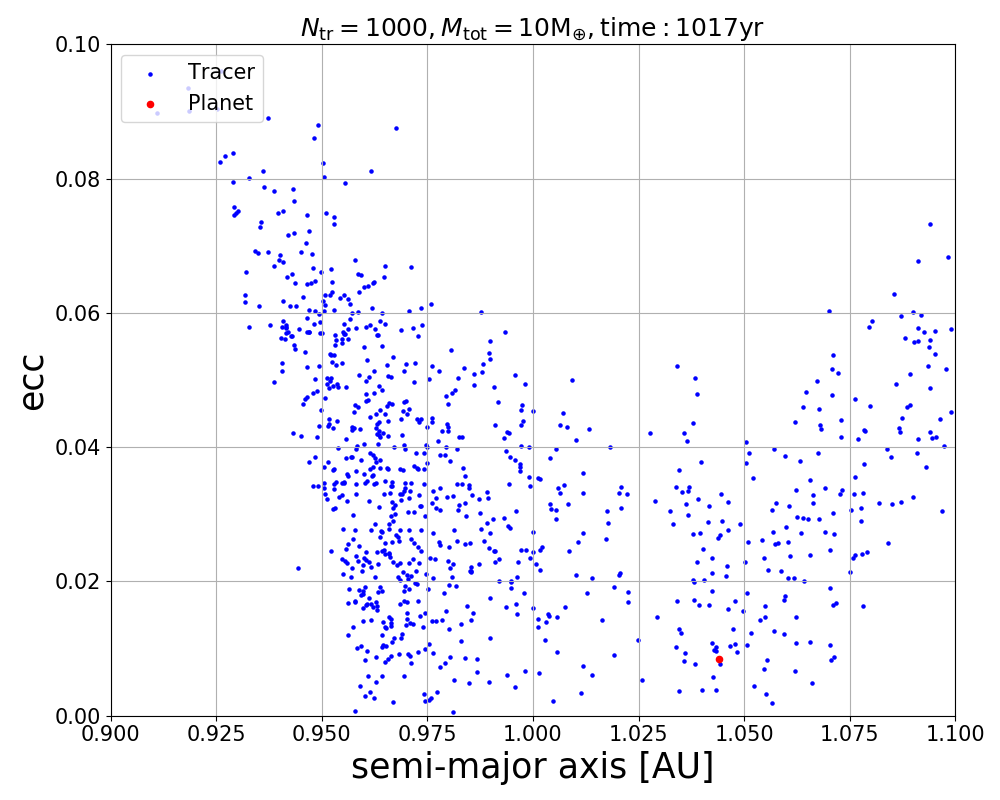 N_tr = 1000, M_tot = 10M_⊕, time : 1017yr
Tracer
Planet
ecc
0.10
0.08
0.06
0.04
0.02
0.00
0.900 0.925 0.950 0.975 1.000 1.025 1.050 1.075 1.100
semi-major axis [AU]